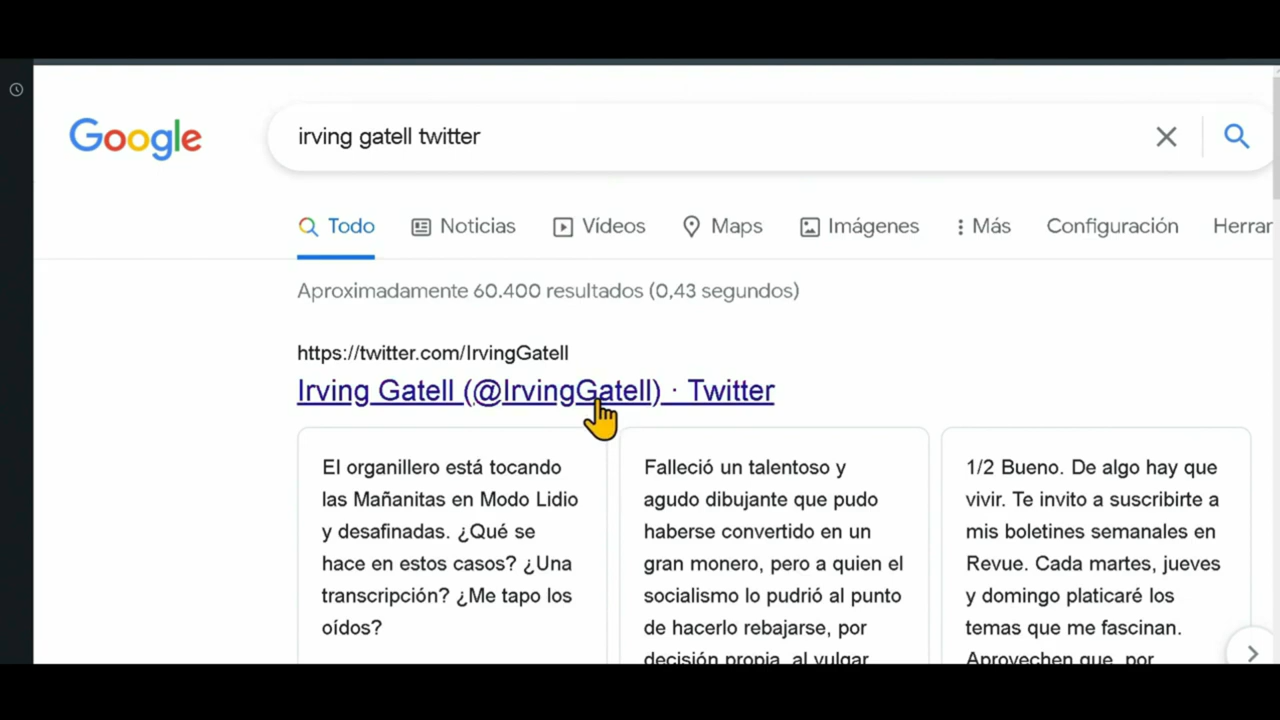 Google
irving gatell twitter
Todo Noticias Vídeos Maps Imágenes Más Configuración Herrar
Aproximadamente 60.400 resultados (0,43 segundos)
https://twitter.com/IrvingGatell
Irving Gatell (@IrvingGatell) · Twitter
El organillero está tocando
las Mañanitas en Modo Lidio
y desafinadas. ¿Qué se
hace en estos casos? ¿Una
transcripción? ¿Me tapo los
oídos?
Falleció un talentoso y
agudo dibujante que pudo
haberse convertido en un
gran monero, pero a quien el
socialismo lo pudrió al punto
de hacerlo rebajarse, por
decisión propia, al vulgar
1/2 Bueno. De algo hay que
vivir. Te invito a suscribirte a
mis boletines semanales en
Revue. Cada martes, jueves
y domingo platicaré los
temas que me fascinan.
Aprovechen que, por